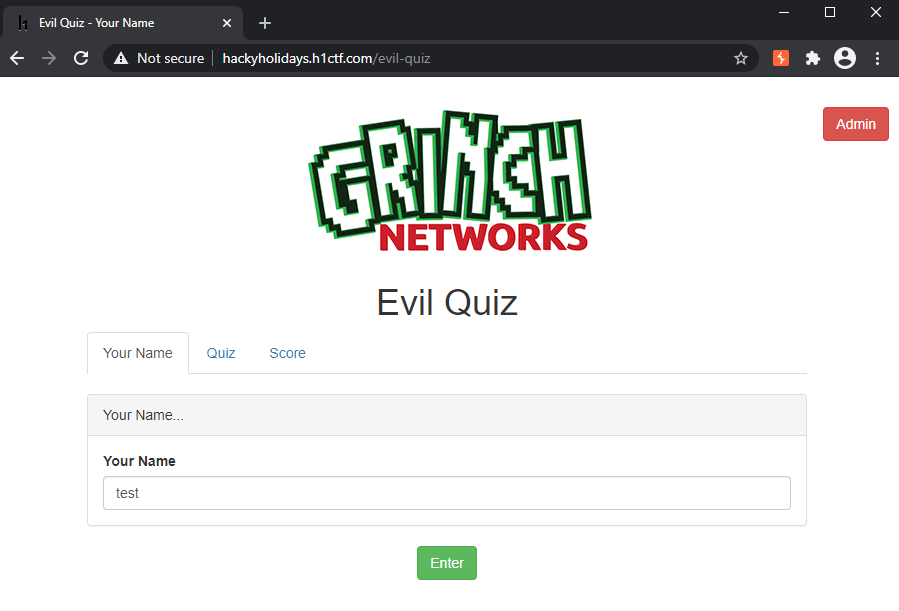 Evil Quiz - Your Name
Not secure | hackyholidays.h1ctf.com/evil-quiz
Admin
GRINCH
NETWORKS
Evil Quiz
Your Name Quiz Score
Your Name...
Your Name
test
Enter